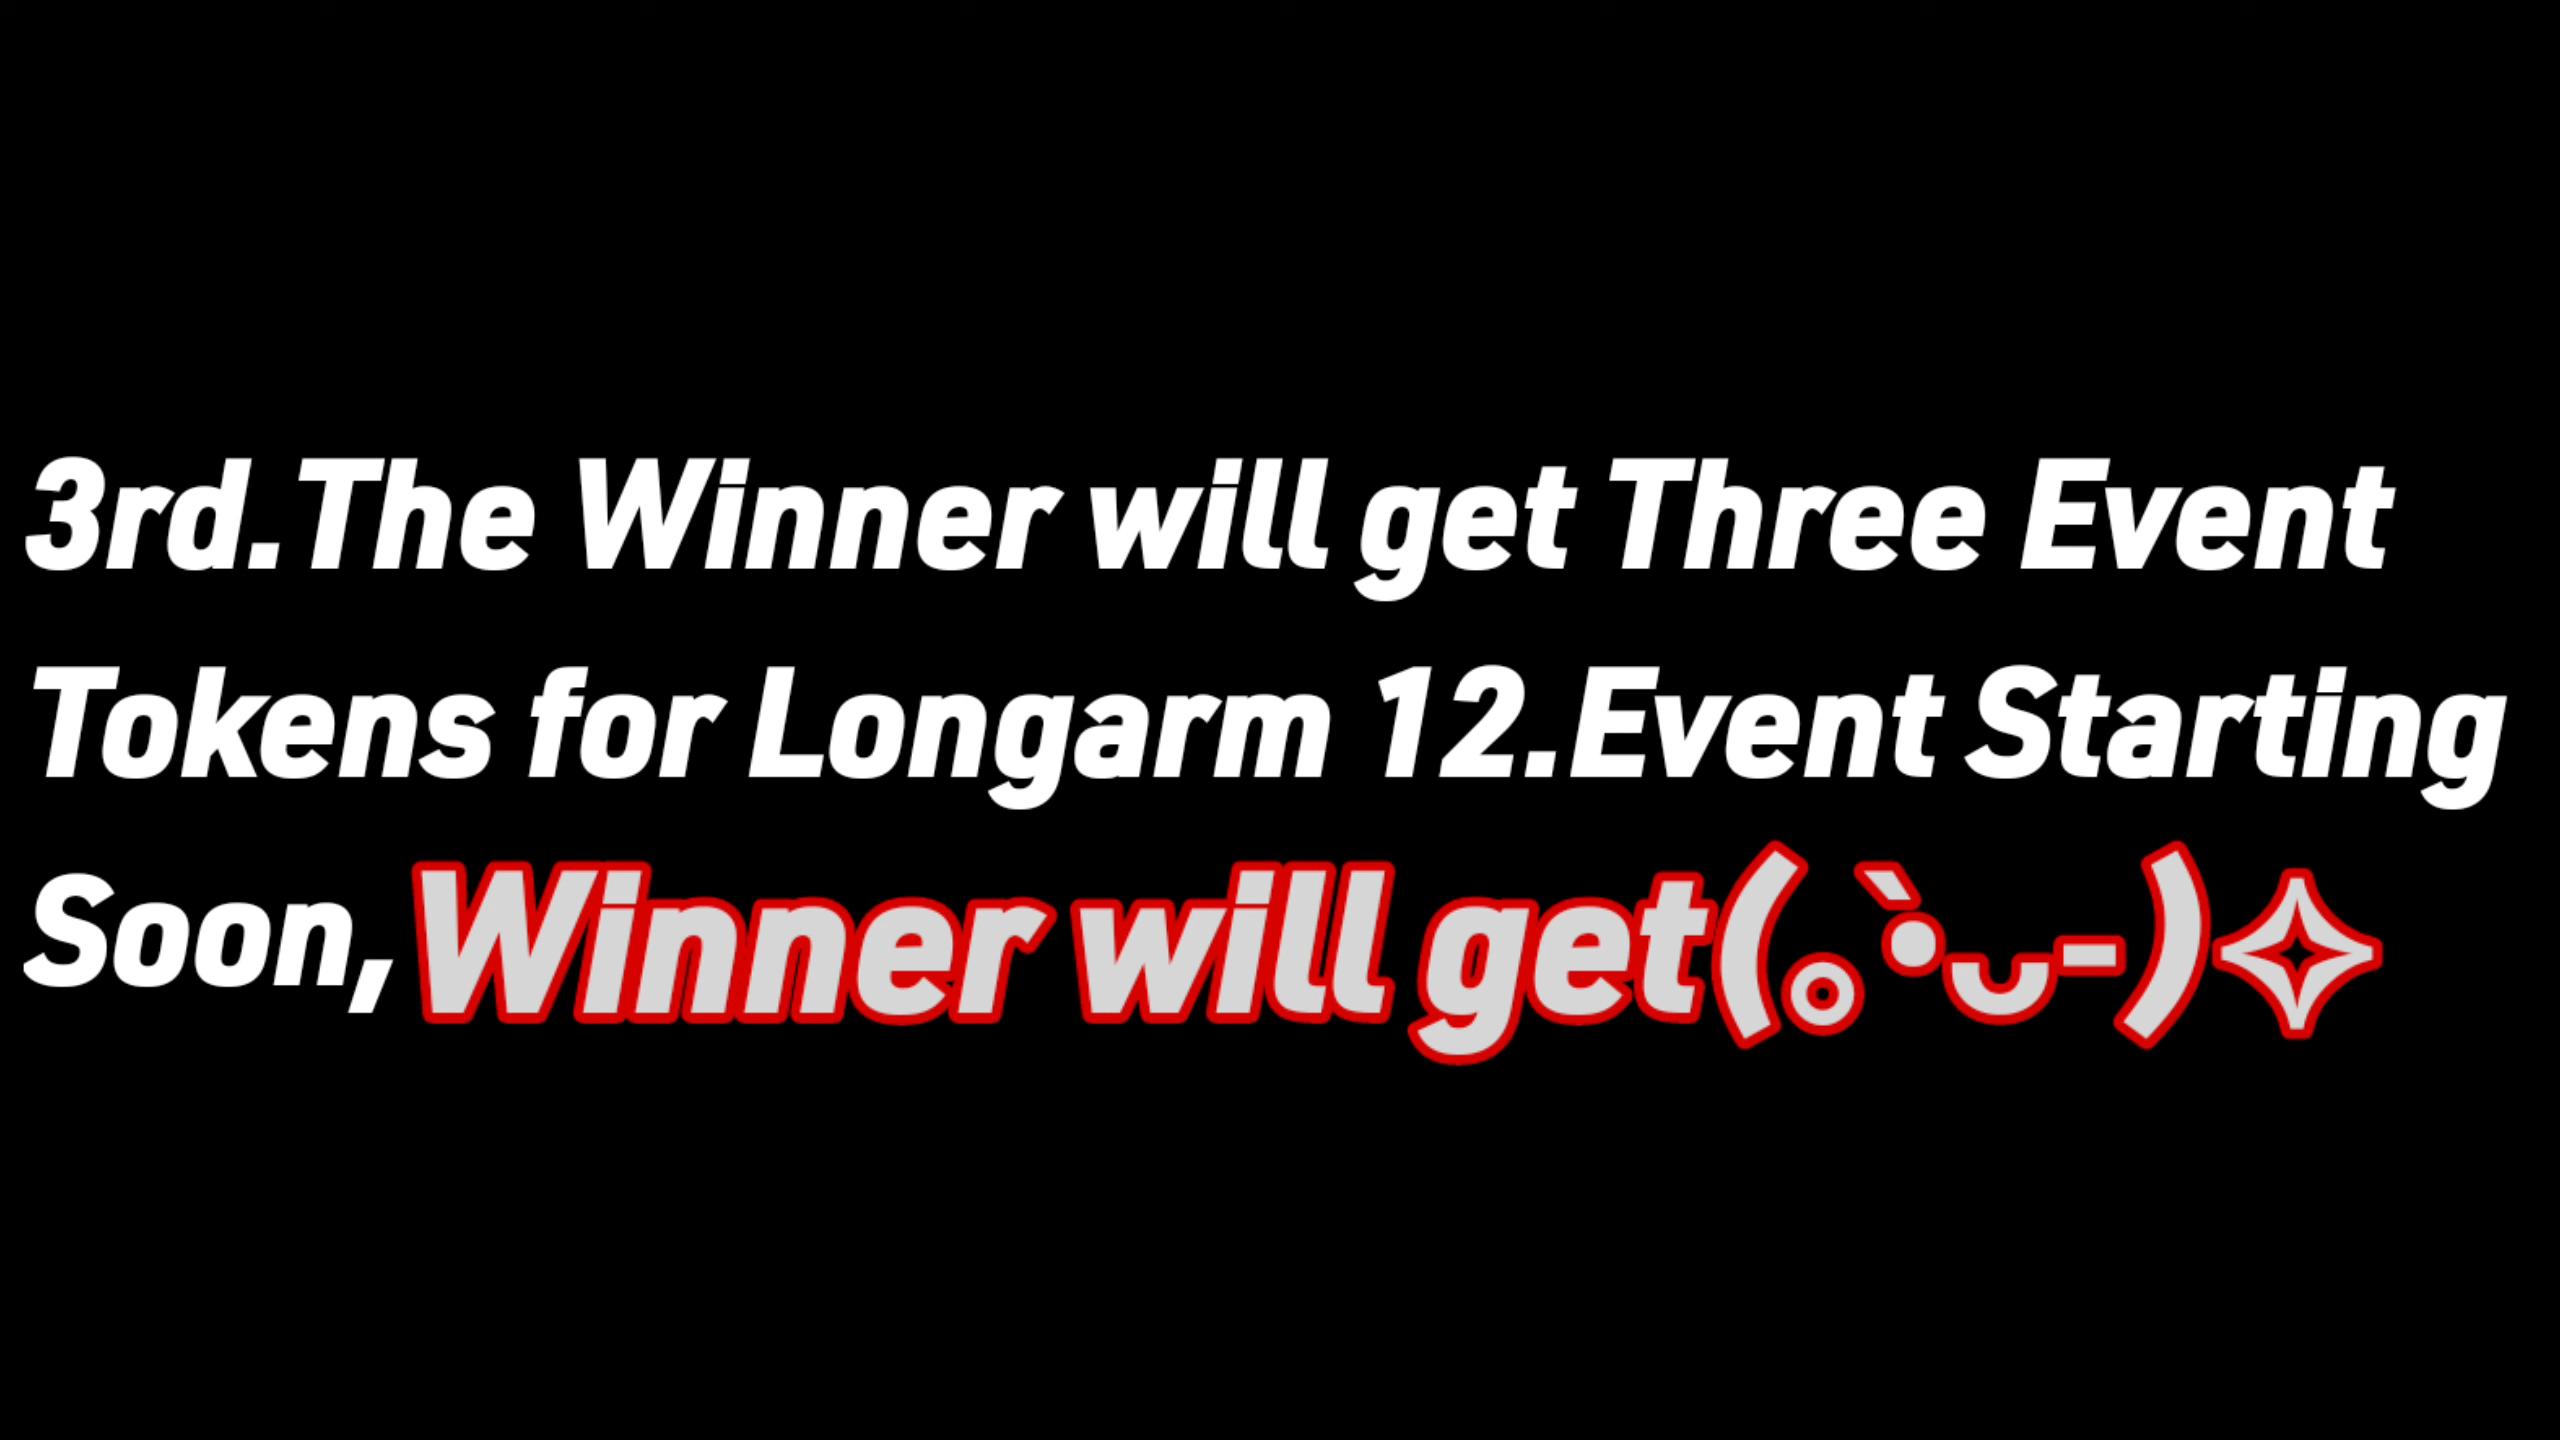 3rd.The Winner will get Three Event
Tokens for Longarm 12.Event Starting
Soon,Winner will get(｡•̀ᴗ-)✧